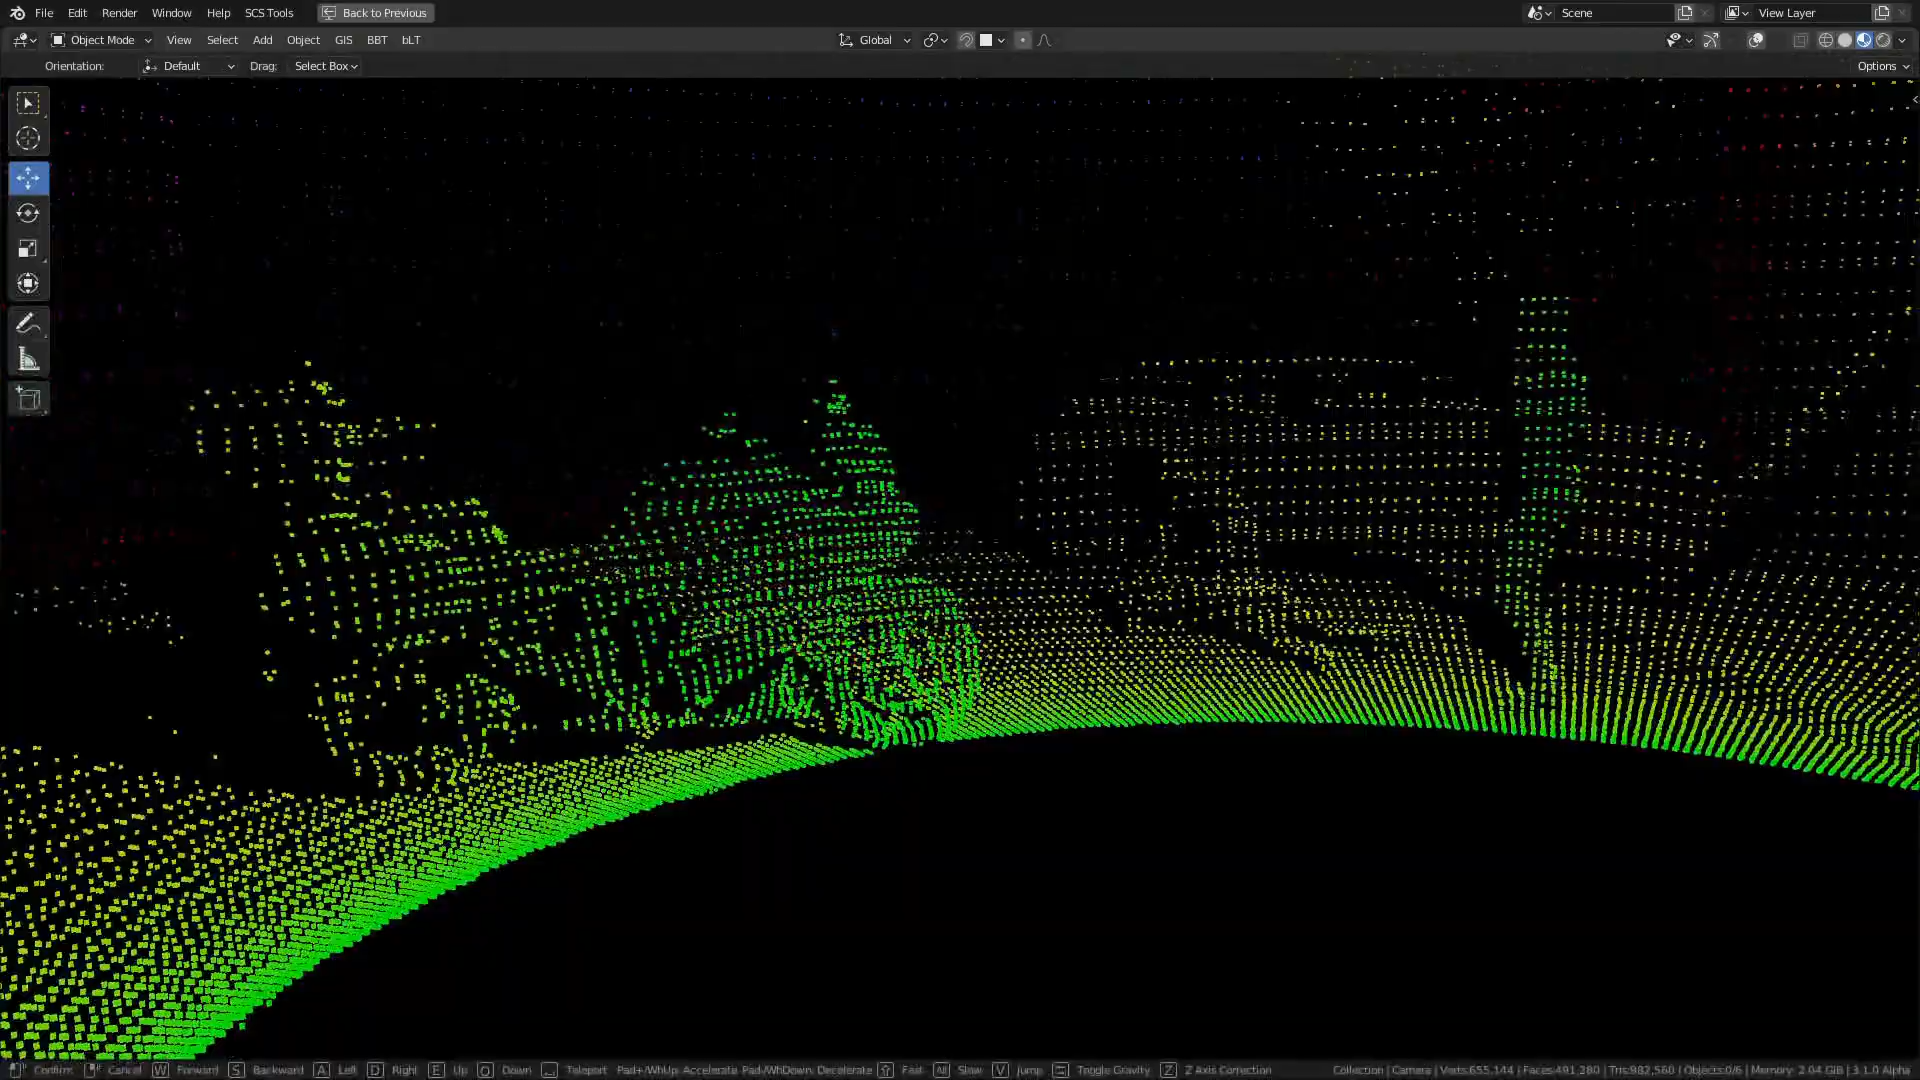 File Edit Render Window Help SCS Tools Back to Previous Scene View Layer
Object Mode View Select Add Object GIS BBT bLT Global
Orientation: Default Drag: Select Box Options
Confirm Cancel W Forward S Backward A Left D Right E Up Q Down Teleport Pad+/WhUp: Accelerate Pad-/WhDown: Decelerate Fast Alt Slow V Jump Toggle Gravity Z Z Axis Correction Collection | Camera | Verts:655,144 | Faces:491,280 | Tris:982,560 | Objects:0/6 | Memory: 2.04 GiB | 3.1.0 Alpha